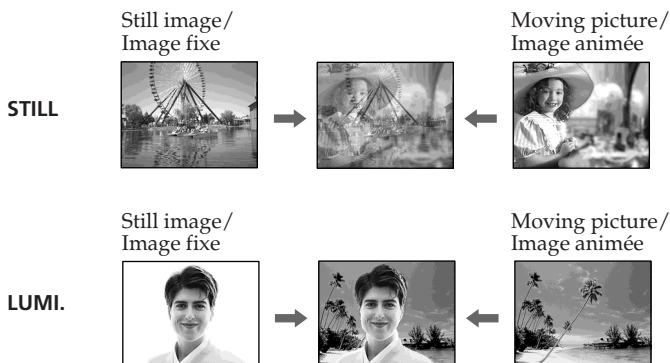 Still image/
Image fixe
Moving picture/
Image animée
STILL
Still image/
Image fixe
Moving picture/
Image animée
LUMI.